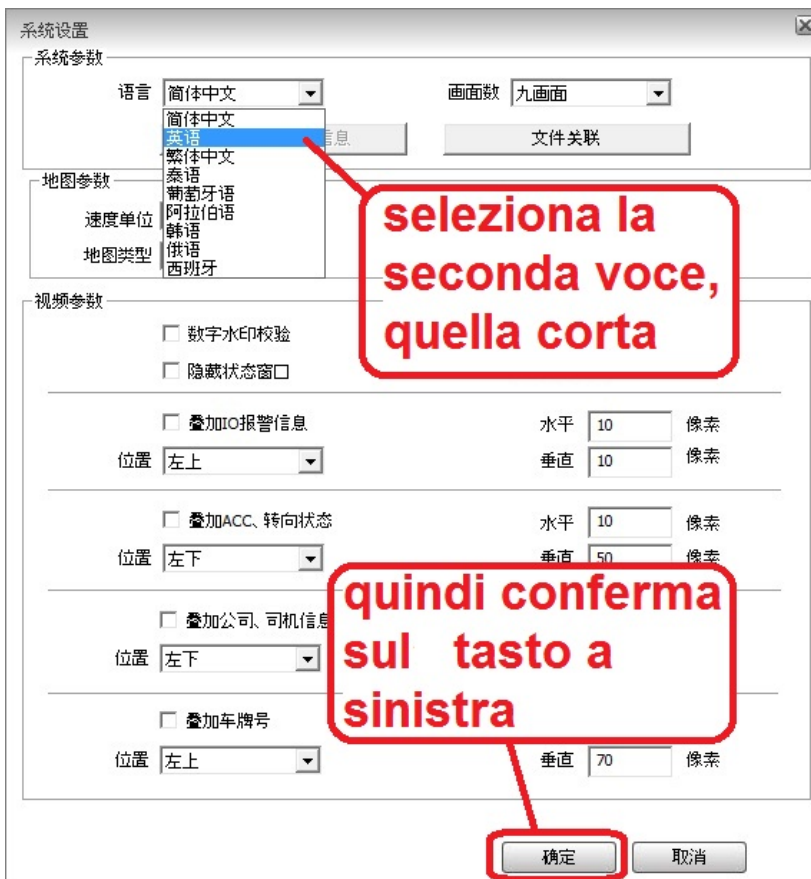 系统设置
系统参数
语言 简体中文 画面数 九画面
简体中文
英语
息
文件关联
繁体中文
泰语
葡萄牙语
阿拉伯语
韩语
俄语
西班牙
地图参数
速度单位
地图类型
seleziona la
seconda voce,
quella corta
视频参数
数字水印校验
隐藏状态窗口
叠加IO报警信息 水平 10 像素
位置 左上 垂直 10 像素
叠加ACC、转向状态 水平 10 像素
位置 左下 垂直 50 像素
quindi conferma
sul tasto a
sinistra
叠加公司、司机信息
位置 左下
叠加车牌号
位置 左上 垂直 70 像素
确定 取消